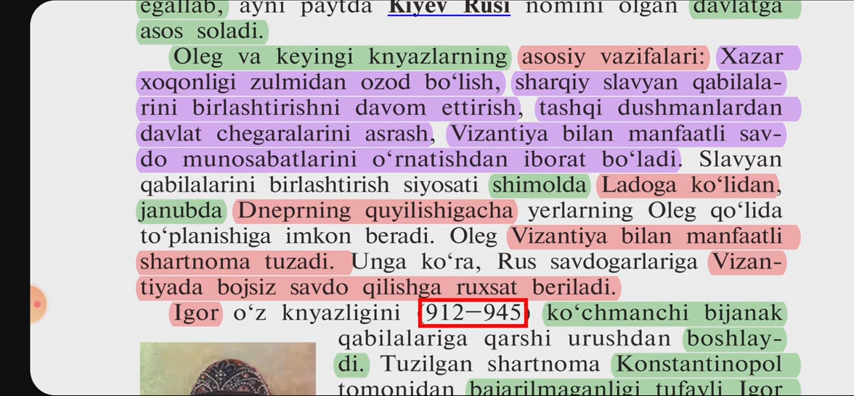 egallab, ayni paytda Kiyev Rusi nomini olgan davlatga
asos soladi.
Oleg va keyingi knyazlarning asosiy vazifalari: Xazar
xoqonligi zulmidan ozod bo‘lish, sharqiy slavyan qabilala-
rini birlashtirishni davom ettirish, tashqi dushmanlardan
davlat chegaralarini asrash, Vizantiya bilan manfaatli sav-
do munosabatlarini o‘rnatishdan iborat bo‘ladi. Slavyan
qabilalarini birlashtirish siyosati shimolda Ladoga ko‘lidan,
janubda Dneprning quyilishigacha yerlarning Oleg qo‘lida
to‘planishiga imkon beradi. Oleg Vizantiya bilan manfaatli
shartnoma tuzadi. Unga ko‘ra, Rus savdogarlariga Vizan-
tiyada bojsiz savdo qilishga ruxsat beriladi.
Igor o‘z knyazligini (912—945) ko‘chmanchi bijanak
qabilalariga qarshi urushdan boshlay-
di. Tuzilgan shartnoma Konstantinopol
tomonidan bajarilmaganligi tufayli Igor